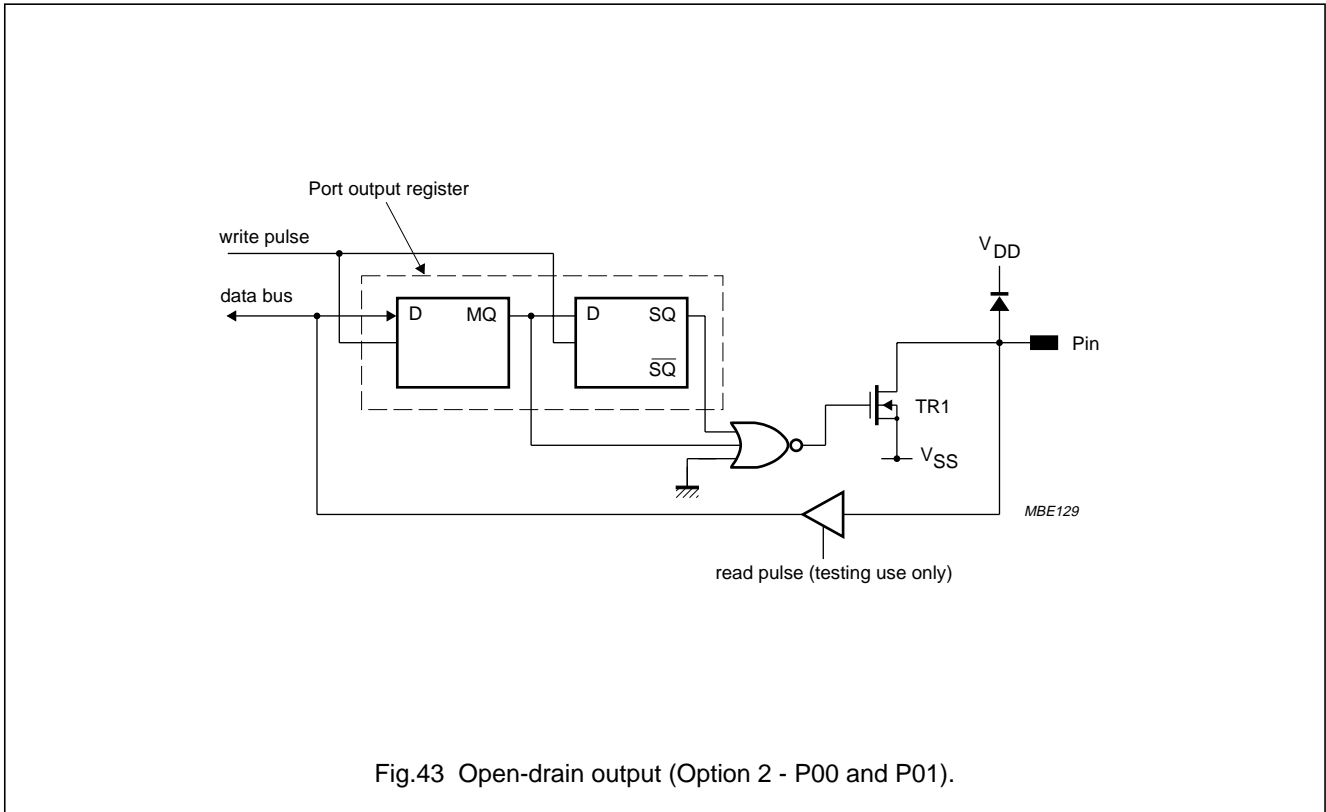 Port output register
write pulse
data bus
D
MQ
D
SQ
S̅Q̅
V DD
Pin
TR1
V SS
MBE129
read pulse (testing use only)
Fig.43 Open-drain output (Option 2 - P00 and P01).